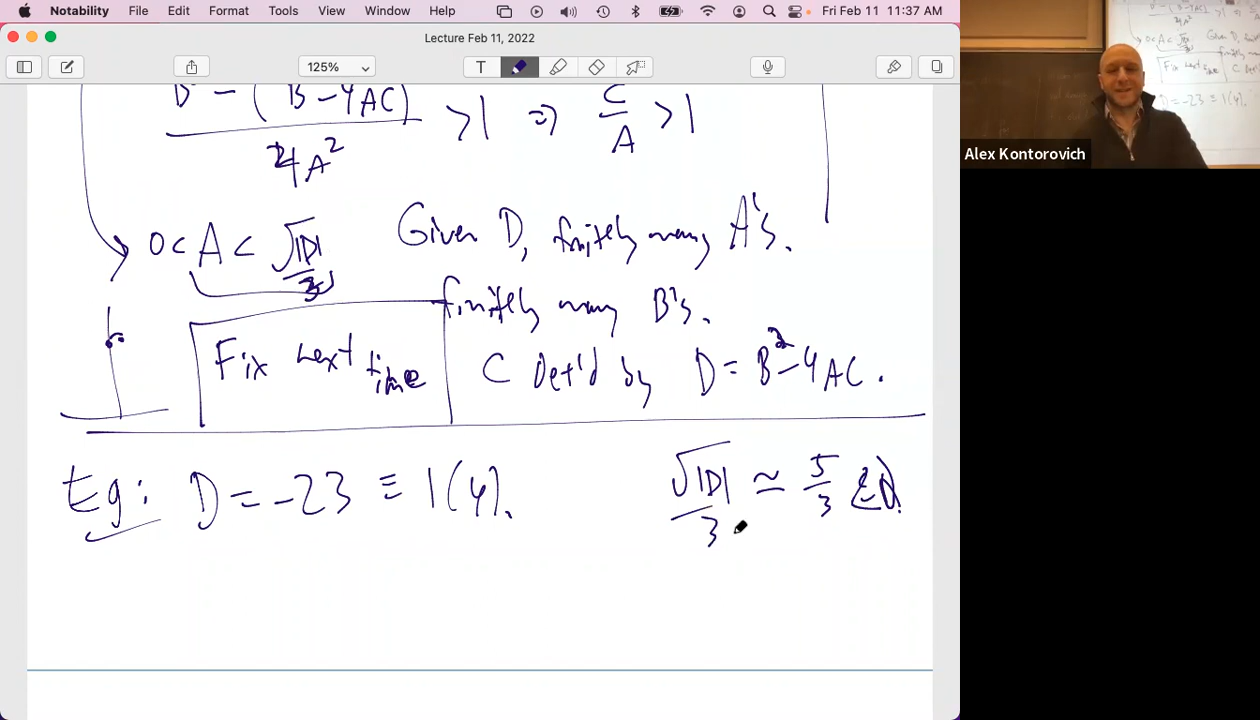 Notability File Edit Format Tools View Window Help Fri Feb 11 11:37 AM
Lecture Feb 11, 2022
125% T
B - 4AC) / 4A² > 1 ⇒ C/A > 1
0 < A < √|D|/3 Given D, finitely many A's.
finitely many B's.
Fix next time C Det'd by D = B² - 4AC.
Eg: D = -23 ≡ 1(4). √|D|/3 ≃ 5/3
Alex Kontorovich